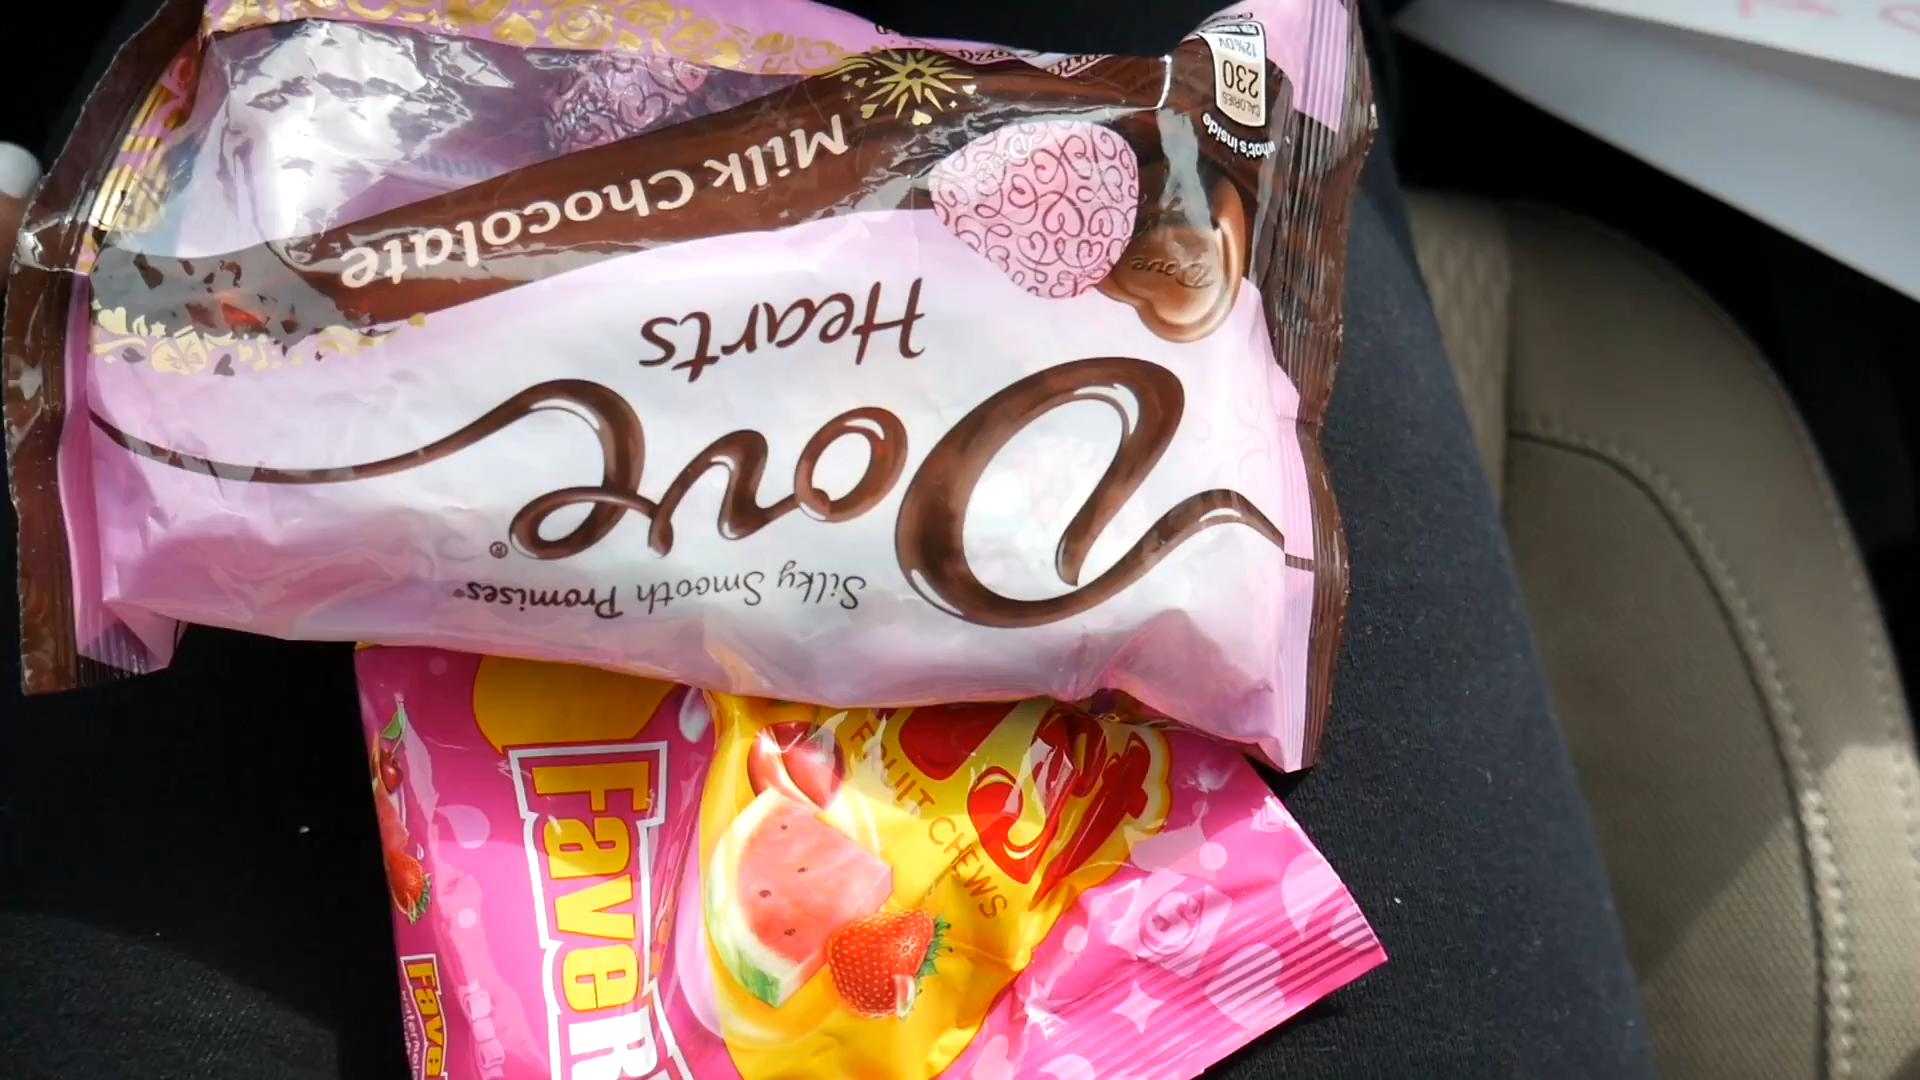 Silky Smooth Promises®
Dove®
Hearts
Milk Chocolate
Dove
what's inside
CALORIES
230
12%DV
FRUIT CHEWS
FaveR
Fave